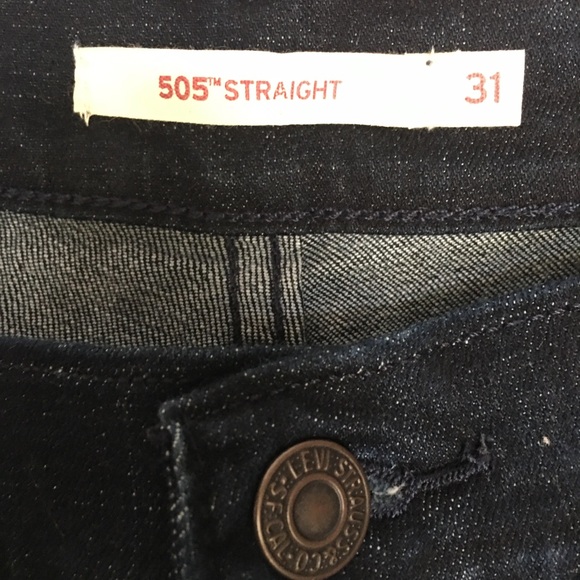 505™ STRAIGHT 31
LEVI STRAUSS & CO. S.F. CAL.